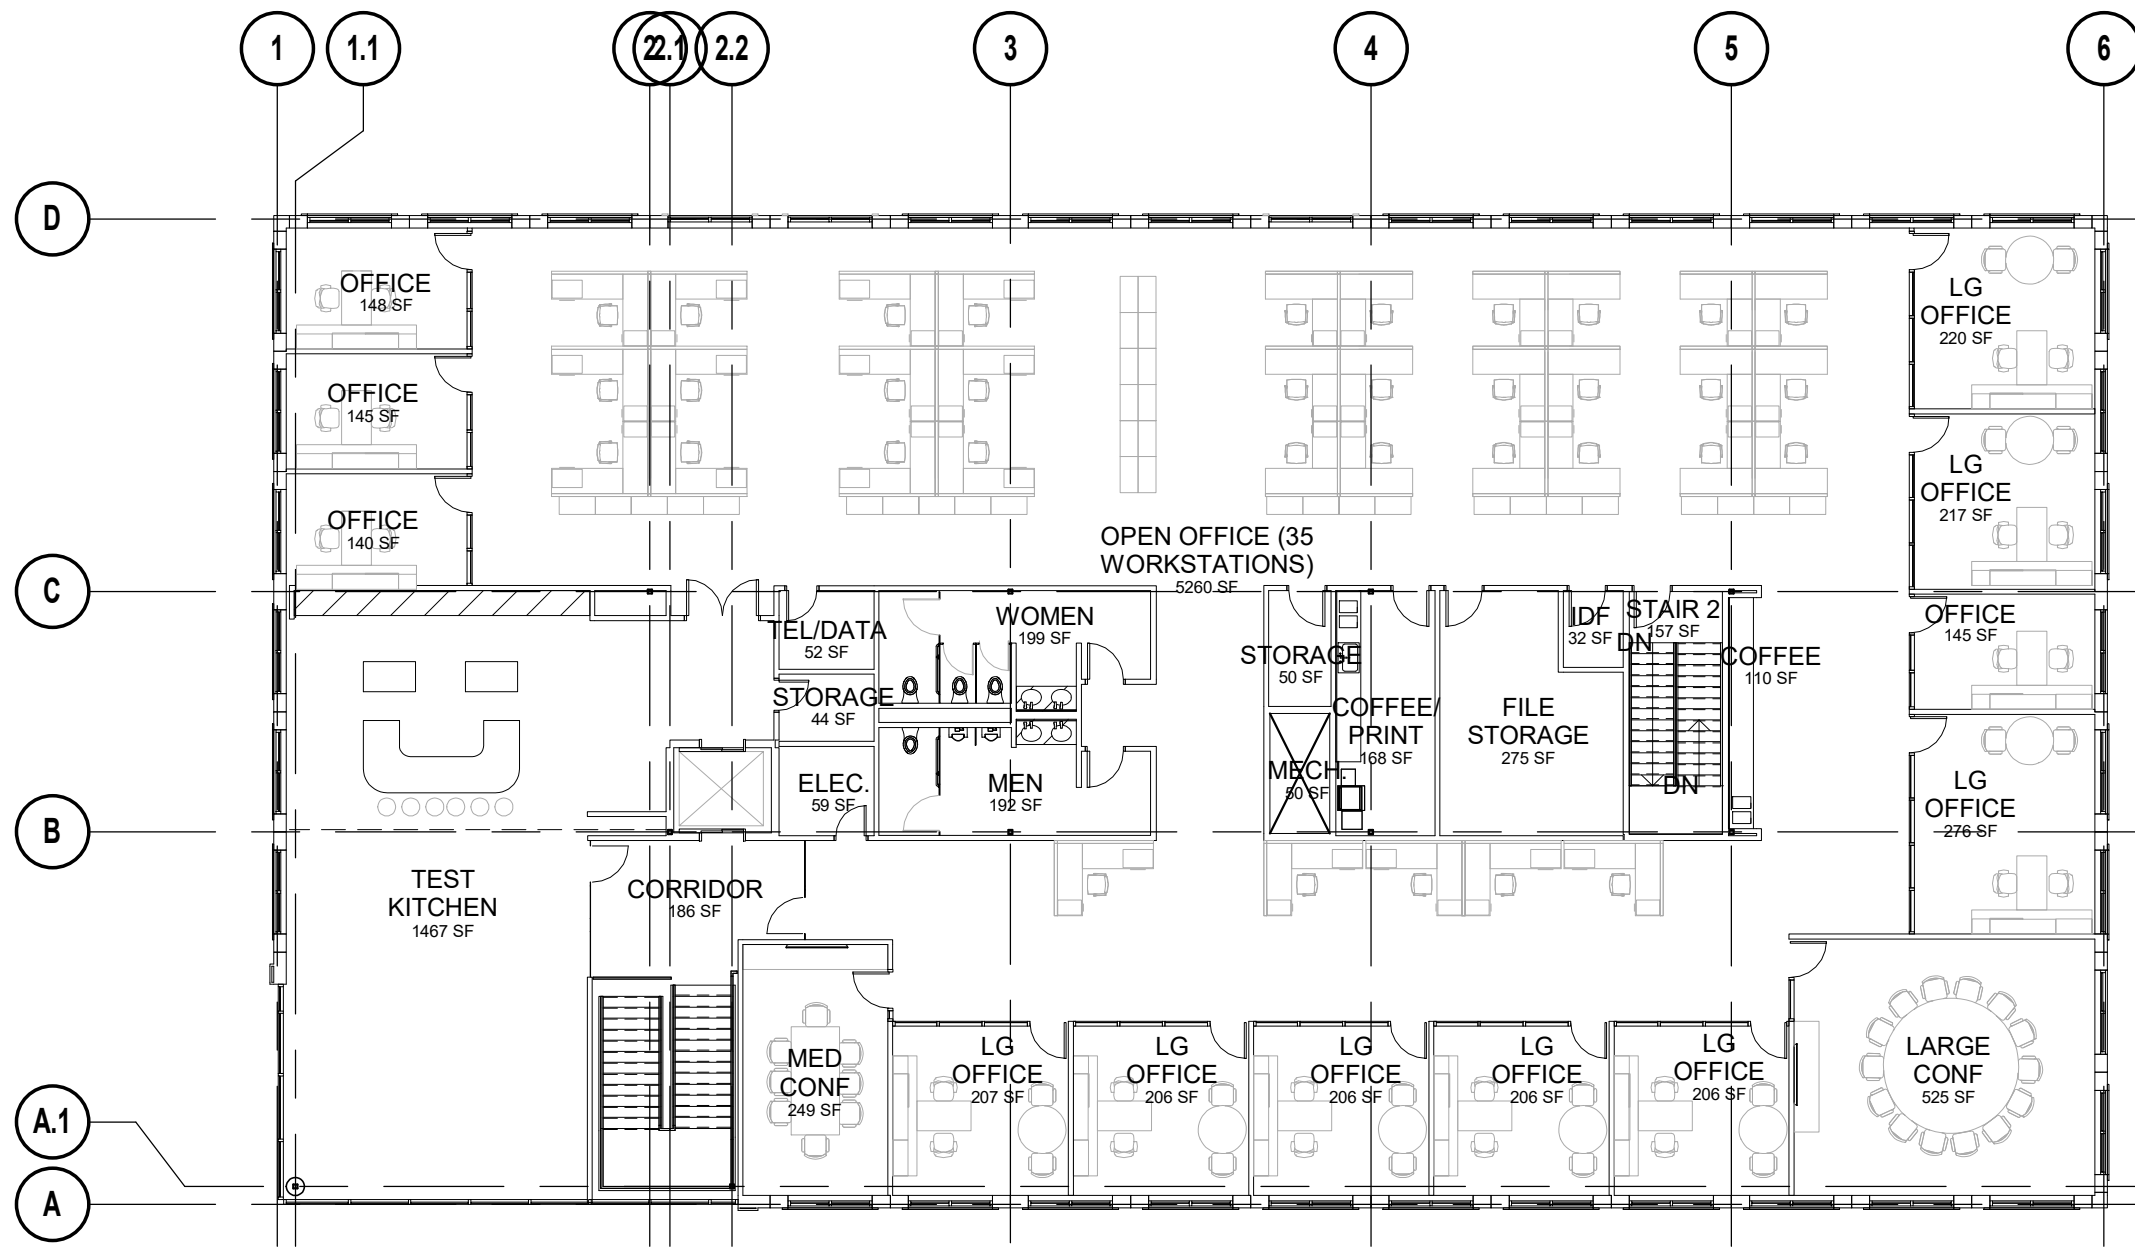 1
1.1
2
2.1
2.2
3
4
5
6
D
C
B
A.1
A
OFFICE
148 SF
OFFICE
145 SF
OFFICE
140 SF
LG
OFFICE
220 SF
LG
OFFICE
217 SF
OPEN OFFICE (35
WORKSTATIONS)
5260 SF
TEL/DATA
52 SF
WOMEN
199 SF
STORAGE
50 SF
IDF
32 SF
STAIR 2
157 SF
DN
COFFEE
110 SF
OFFICE
145 SF
STORAGE
44 SF
COFFEE/
PRINT
168 SF
FILE
STORAGE
275 SF
ELEC.
59 SF
MEN
192 SF
MECH.
50 SF
DN
LG
OFFICE
276 SF
TEST
KITCHEN
1467 SF
CORRIDOR
186 SF
MED
CONF
249 SF
LG
OFFICE
207 SF
LG
OFFICE
206 SF
LG
OFFICE
206 SF
LG
OFFICE
206 SF
LG
OFFICE
206 SF
LARGE
CONF
525 SF